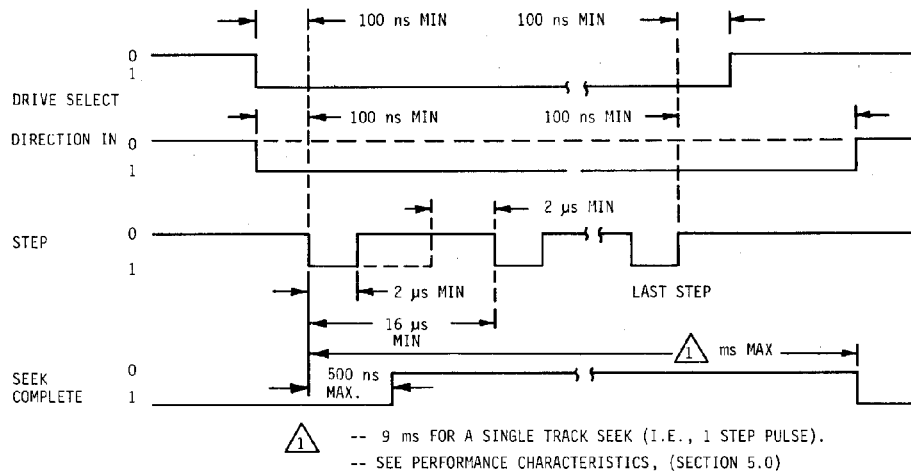 100 ns MIN 100 ns MIN
0
1
DRIVE SELECT
100 ns MIN 100 ns MIN
DIRECTION IN 0
1
2 µs MIN
STEP 0
1
2 µs MIN LAST STEP
16 µs
MIN
1 ms MAX
SEEK
COMPLETE 0
1
500 ns
MAX.
1 -- 9 ms FOR A SINGLE TRACK SEEK (I.E., 1 STEP PULSE).
-- SEE PERFORMANCE CHARACTERISTICS, (SECTION 5.0)